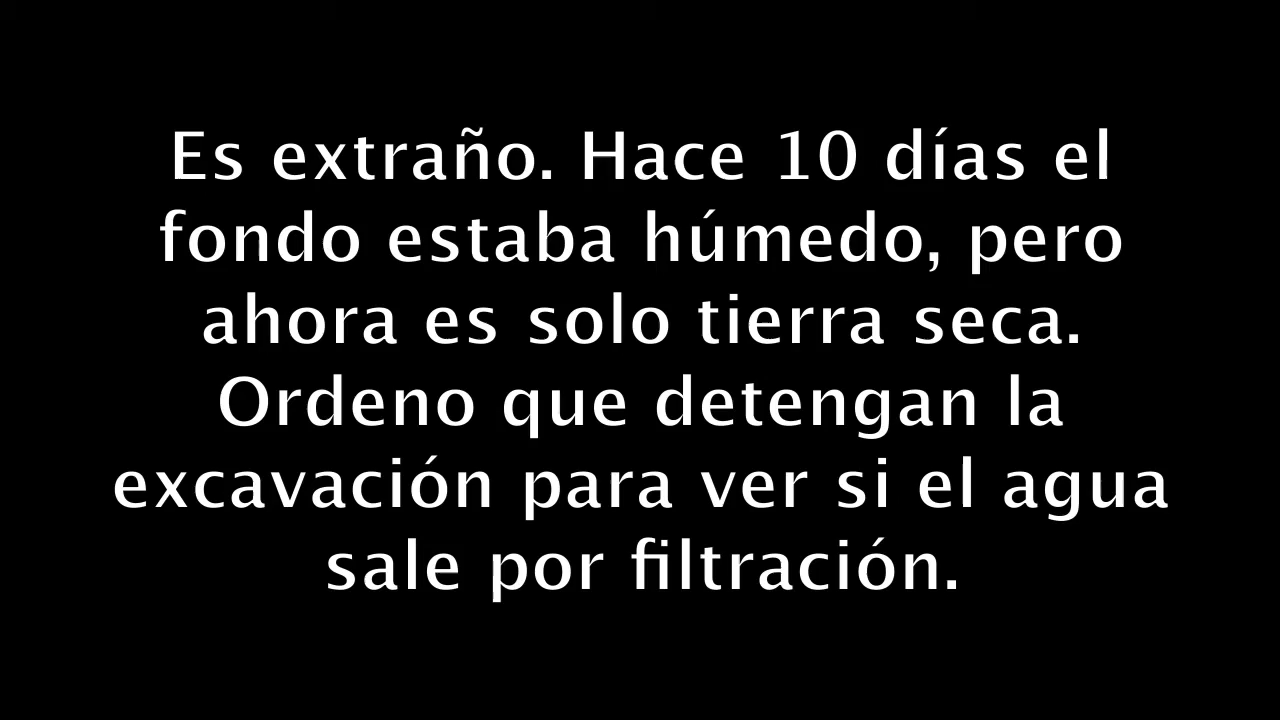 Es extraño. Hace 10 días el
fondo estaba húmedo, pero
ahora es solo tierra seca.
Ordeno que detengan la
excavación para ver si el agua
sale por filtración.